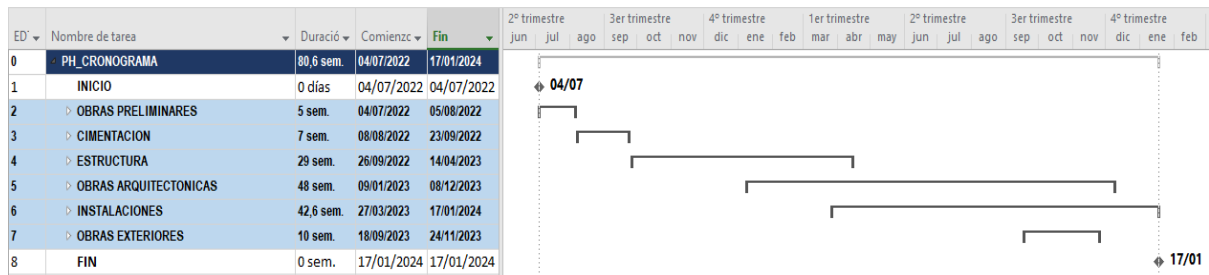 2º trimestre 3er trimestre 4º trimestre 1er trimestre 2º trimestre 3er trimestre 4º trimestre
EDT Nombre de tarea Duració Comienzc Fin jun jul ago sep oct nov dic ene feb mar abr may jun jul ago sep oct nov dic ene feb
0 PH_CRONOGRAMA 80,6 sem. 04/07/2022 17/01/2024
1 INICIO 0 días 04/07/2022 04/07/2022 04/07
2 OBRAS PRELIMINARES 5 sem. 04/07/2022 05/08/2022
3 CIMENTACION 7 sem. 08/08/2022 23/09/2022
4 ESTRUCTURA 29 sem. 26/09/2022 14/04/2023
5 OBRAS ARQUITECTONICAS 48 sem. 09/01/2023 08/12/2023
6 INSTALACIONES 42,6 sem. 27/03/2023 17/01/2024
7 OBRAS EXTERIORES 10 sem. 18/09/2023 24/11/2023
8 FIN 0 sem. 17/01/2024 17/01/2024 17/01